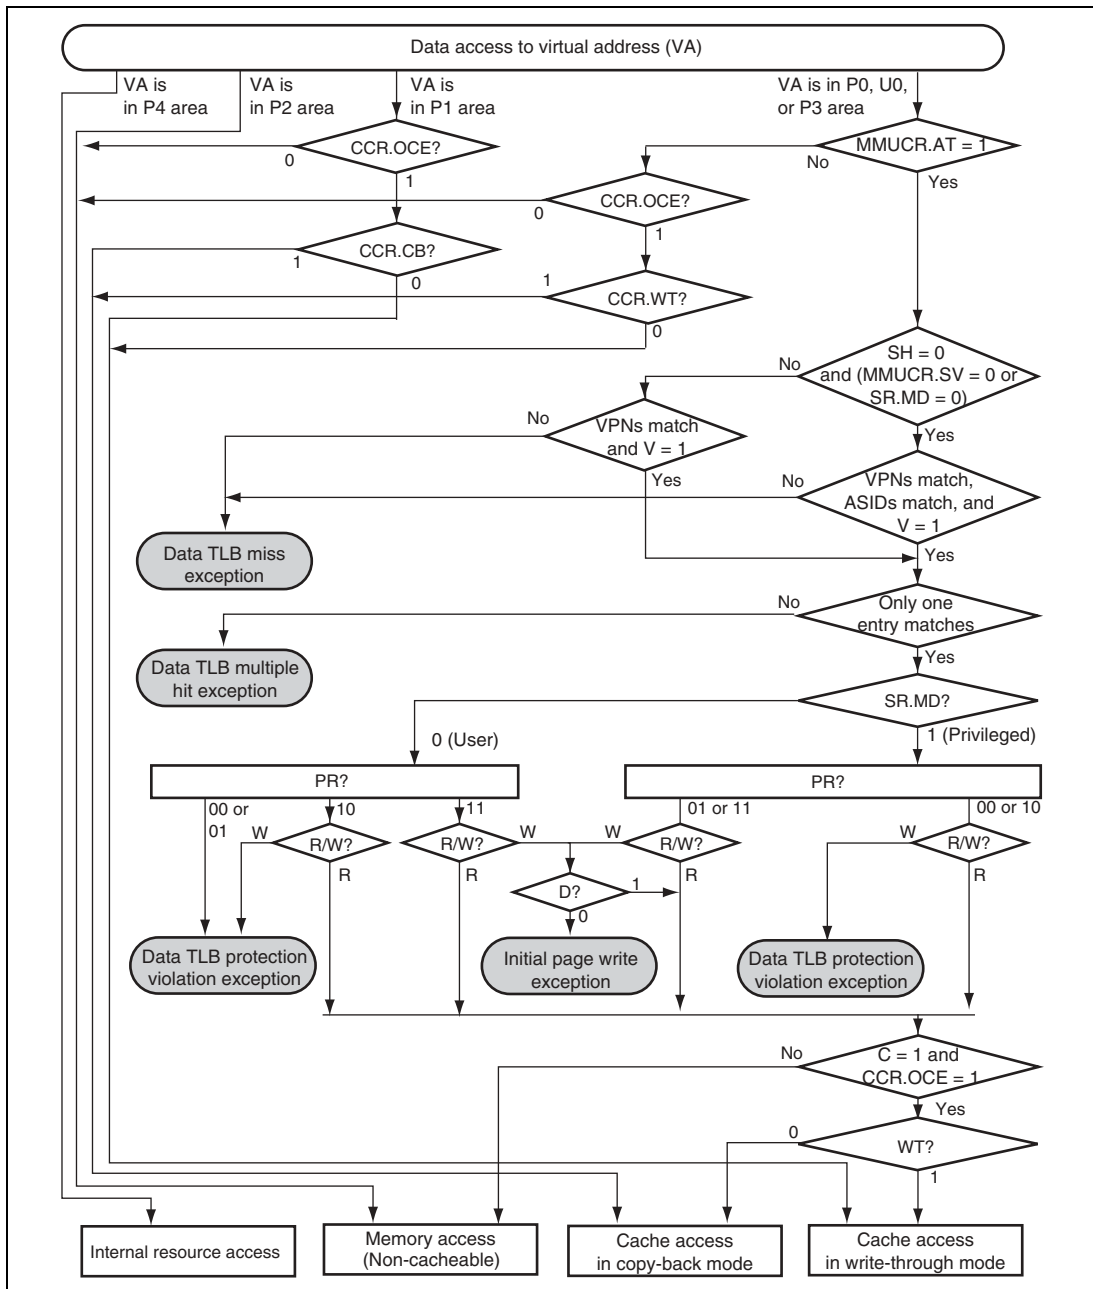 Data access to virtual address (VA)
VA is
in P4 area
VA is
in P2 area
VA is
in P1 area
VA is in P0, U0,
or P3 area
CCR.OCE?
0
1
MMUCR.AT = 1
No
Yes
CCR.OCE?
0
1
CCR.CB?
1
0
CCR.WT?
1
0
SH = 0
and (MMUCR.SV = 0 or
SR.MD = 0)
No
Yes
VPNs match
and V = 1
No
Yes
VPNs match,
ASIDs match, and
V = 1
No
Yes
Data TLB miss
exception
Only one
entry matches
No
Yes
Data TLB multiple
hit exception
SR.MD?
0 (User)
1 (Privileged)
PR?
PR?
00 or
01
10
11
01 or 11
00 or 10
W
R/W?
R
R/W?
W
R
W
R/W?
R
W
R/W?
R
D?
1
0
Data TLB protection
violation exception
Initial page write
exception
Data TLB protection
violation exception
C = 1 and
CCR.OCE = 1
No
Yes
WT?
0
1
Internal resource access
Memory access
(Non-cacheable)
Cache access
in copy-back mode
Cache access
in write-through mode